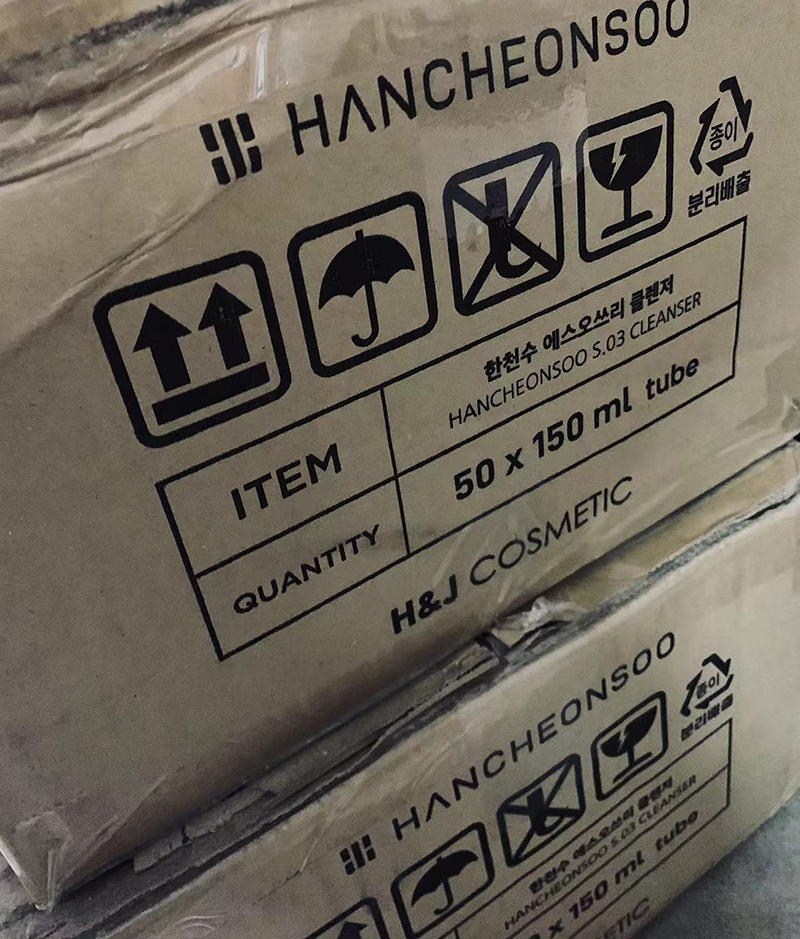 HANCHEONSOO
종이
분리배출
한천수 에스오쓰리 클렌저
HANCHEONSOO S.03 CLEANSER
ITEM
50 x 150 ml tube
QUANTITY
H&J COSMETIC
HANCHEONSOO
종이
분리배출
한천수 에스오쓰리 클렌저
HANCHEONSOO S.03 CLEANSER
x 150 ml tube
METIC